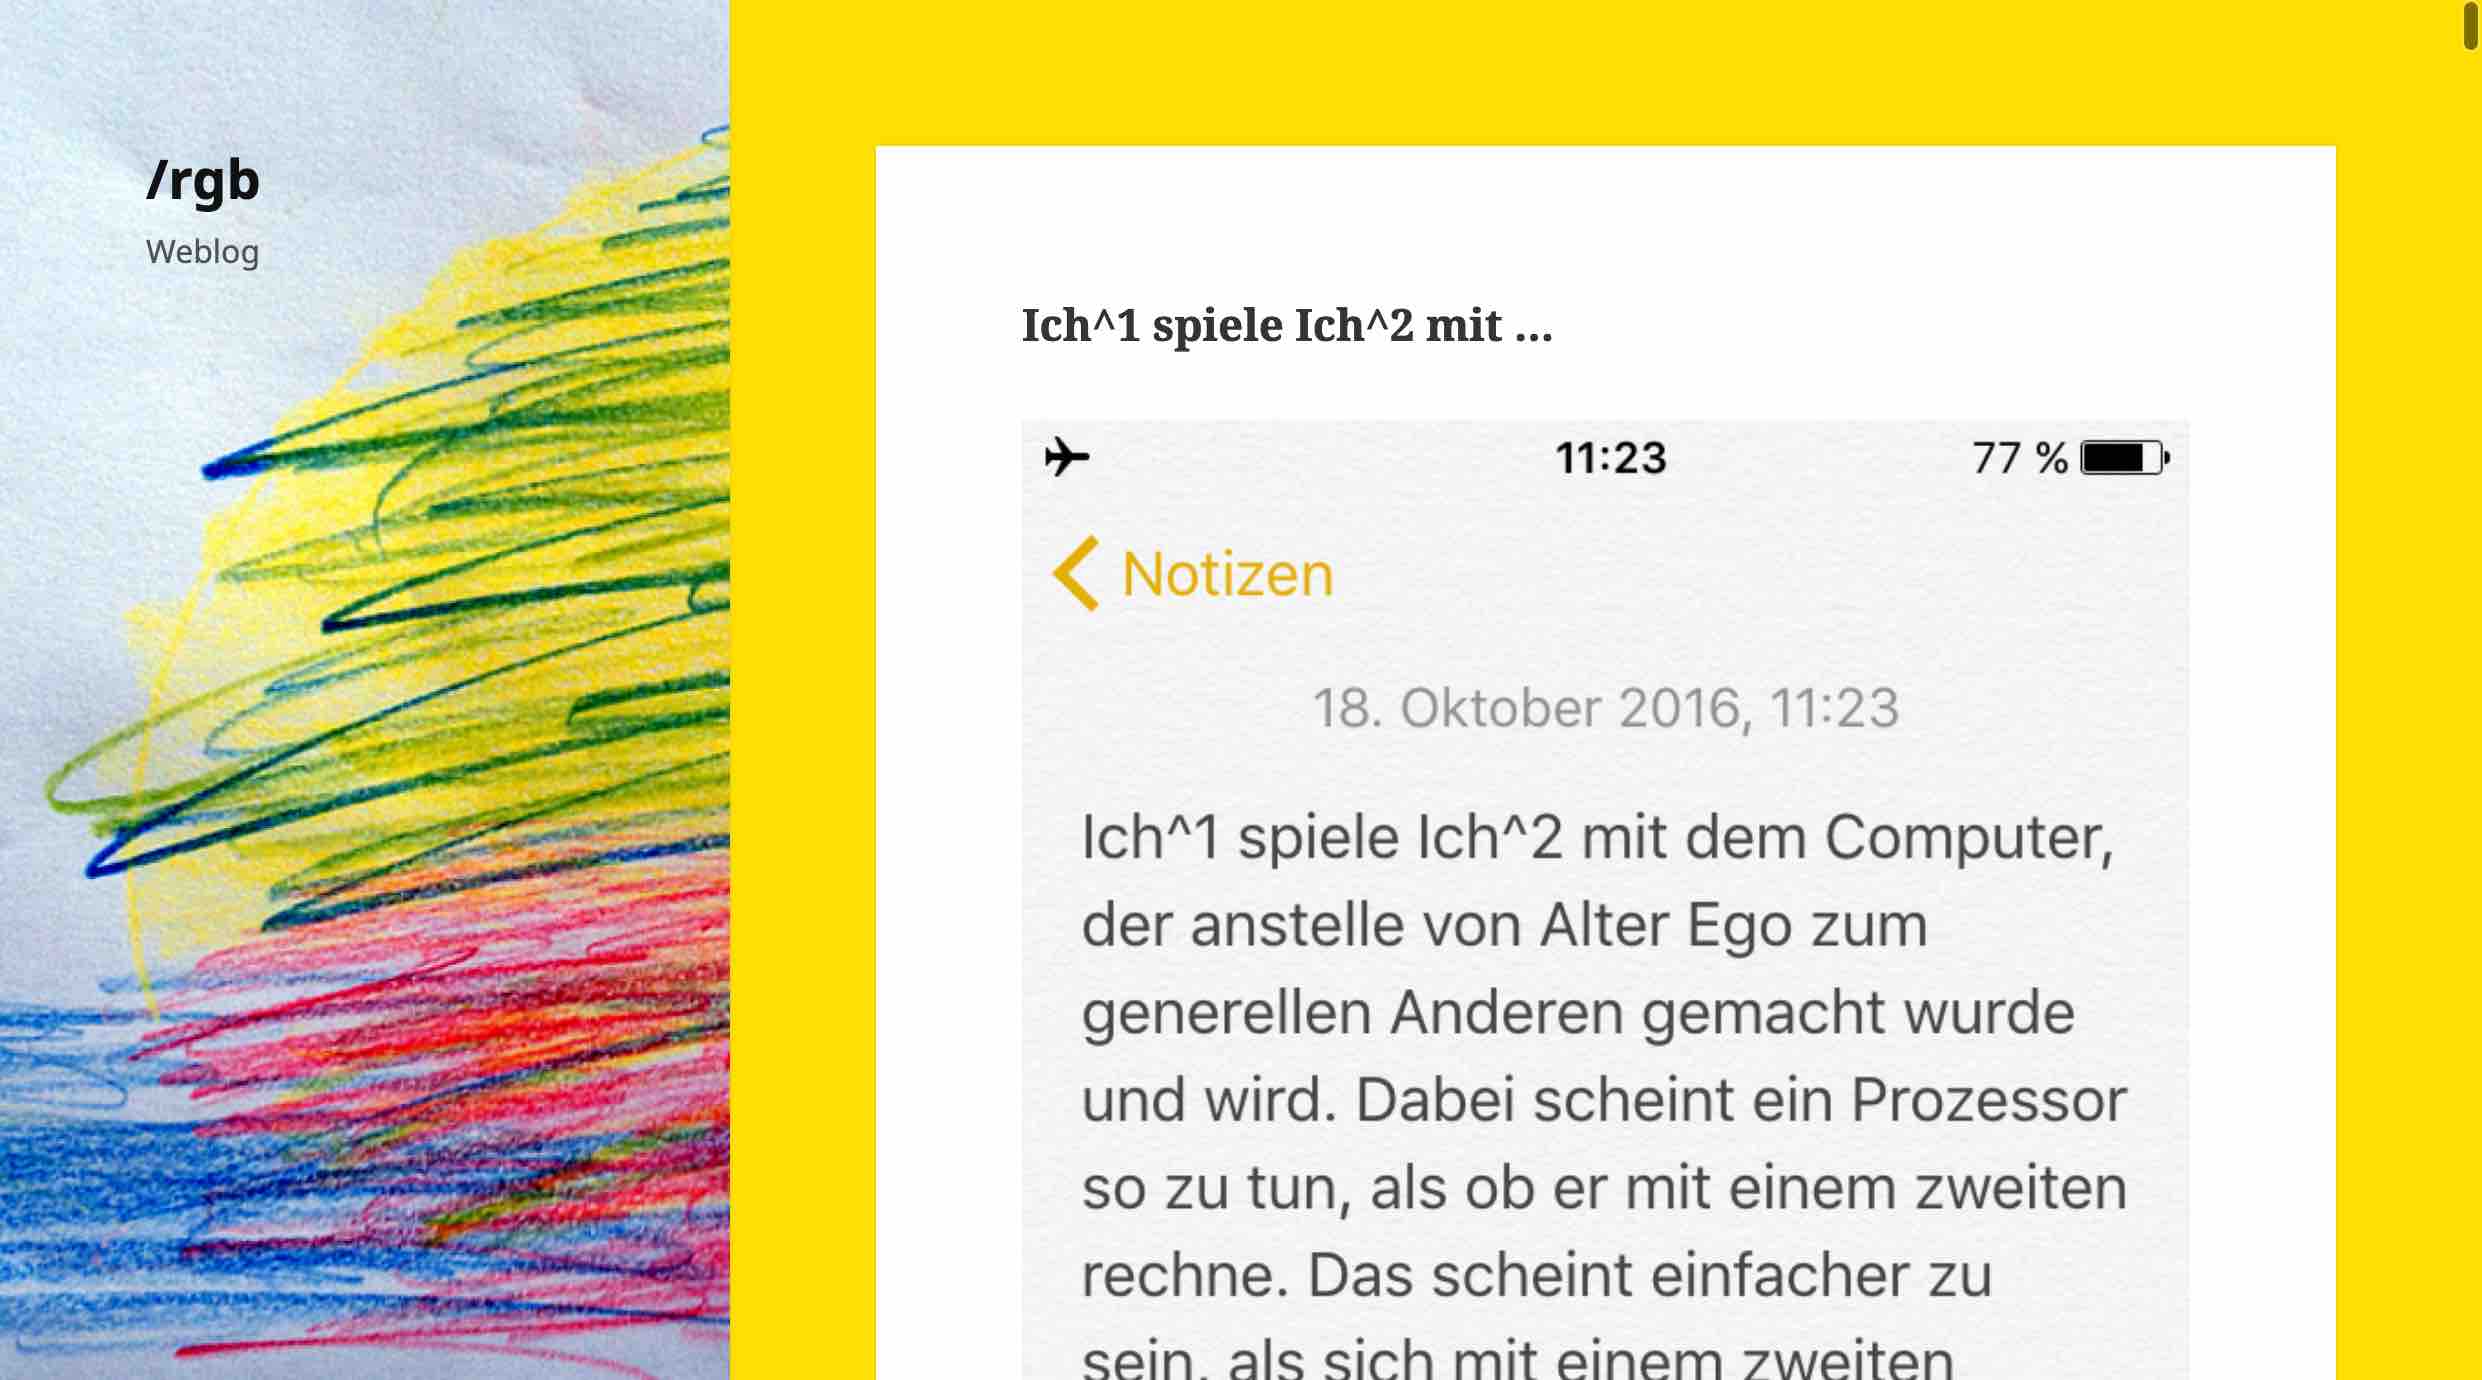 /rgb
Weblog
Ich^1 spiele Ich^2 mit …
11:23
77 %
Notizen
18. Oktober 2016, 11:23
Ich^1 spiele Ich^2 mit dem Computer,
der anstelle von Alter Ego zum
generellen Anderen gemacht wurde
und wird. Dabei scheint ein Prozessor
so zu tun, als ob er mit einem zweiten
rechne. Das scheint einfacher zu
sein, als sich mit einem zweiten